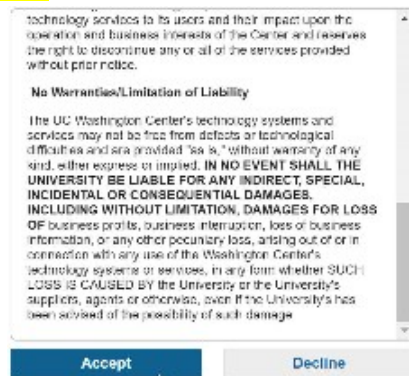 technology services to its users and their impact upon the
operation and business interests of the Center and reserves
the right to discontinue any or all of the services provided
without prior notice.
No Warranties/Limitation of Liability
The UC Washington Center's technology systems and
services may not be free from defects or technological
difficulties and are provided "as is," without warranty of any
kind, either express or implied. IN NO EVENT SHALL THE
UNIVERSITY BE LIABLE FOR ANY INDIRECT, SPECIAL,
INCIDENTAL OR CONSEQUENTIAL DAMAGES,
INCLUDING WITHOUT LIMITATION, DAMAGES FOR LOSS
OF business profits, business interruption, loss of business
information, or any other pecuniary loss, arising out of or in
connection with any use of the Washington Center's
technology systems or services, in any form whether SUCH
LOSS IS CAUSED BY the University or the University's
suppliers, agents or otherwise, even if the University's has
been advised of the possibility of such damage
Accept Decline